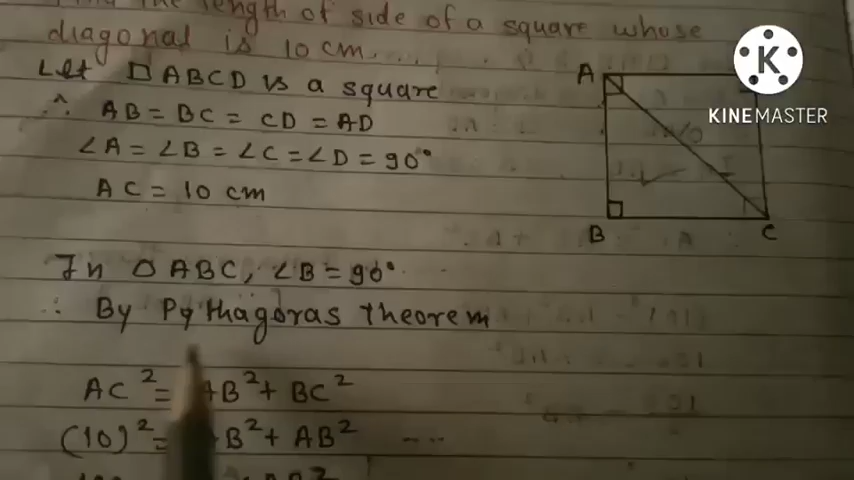 the length of side of a square whose
diagonal is 10 cm.
Let □ABCD is a square
∴ AB = BC = CD = AD
∠A = ∠B = ∠C = ∠D = 90°
AC = 10 cm
In △ABC, ∠B = 90°
∴ By Pythagoras theorem
AC² = AB² + BC²
(10)² = B² + AB² ....
A
B
C
K
KINEMASTER